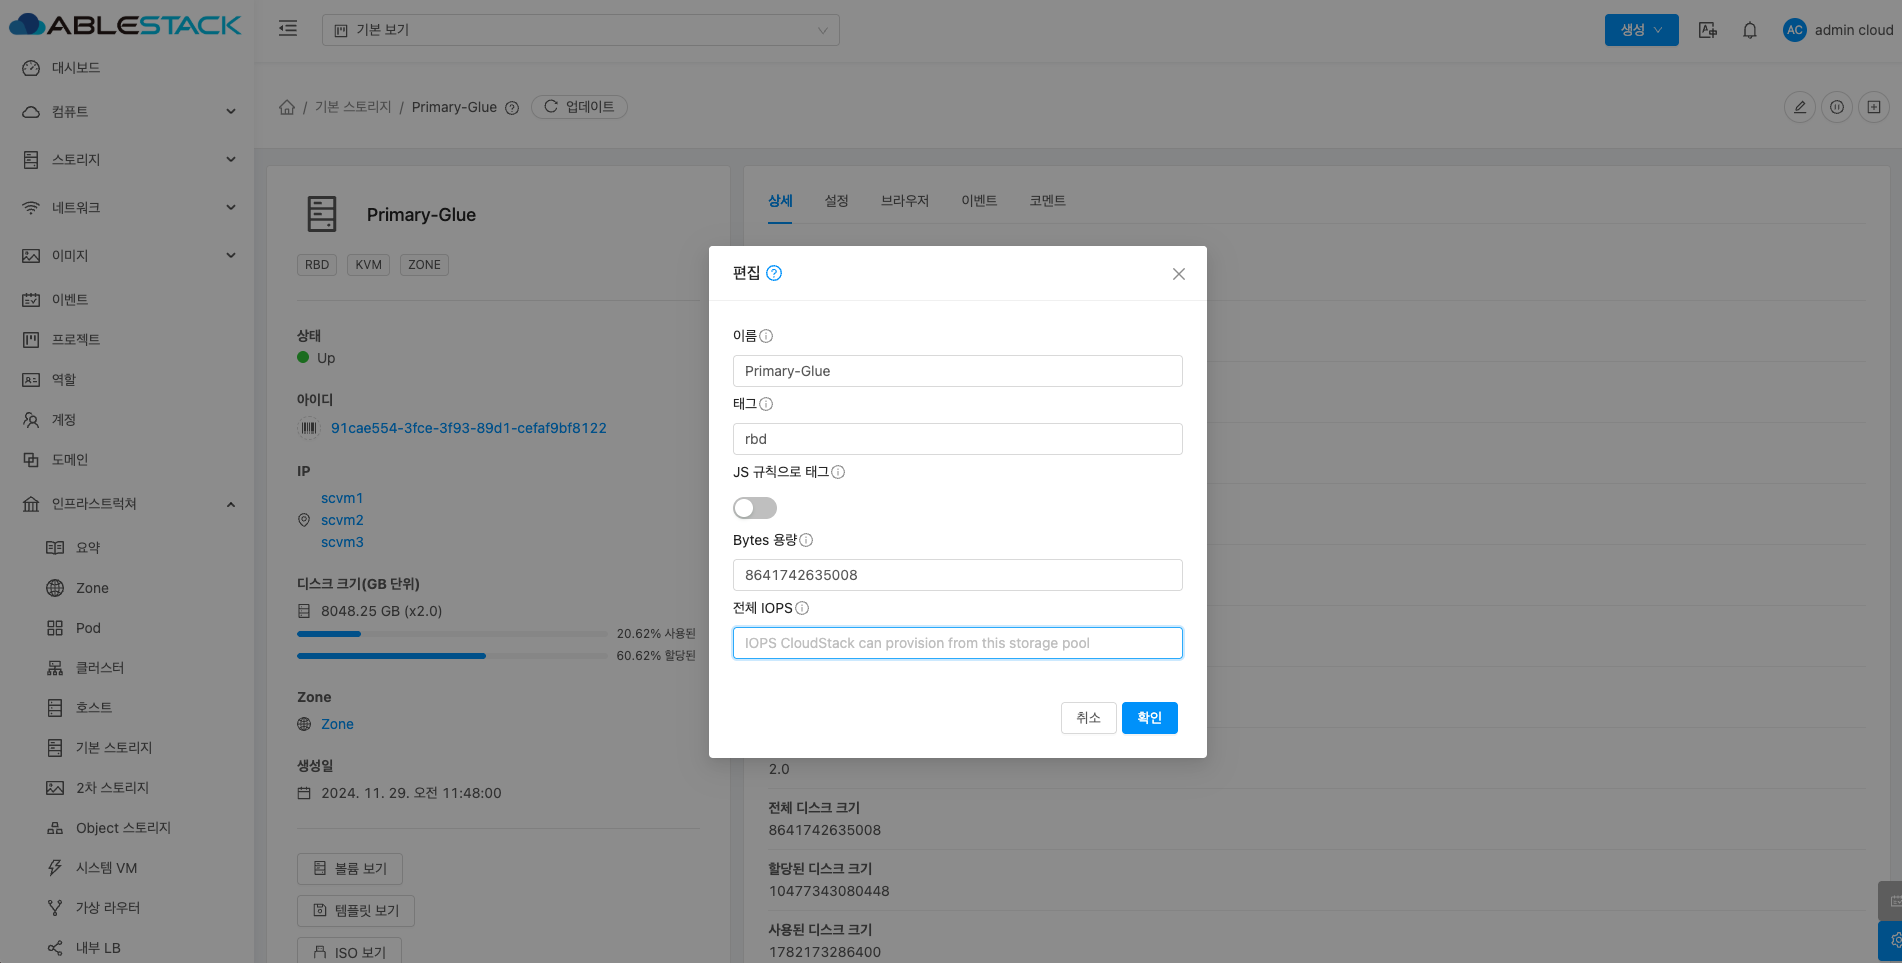 ABLESTACK
기본 보기
생성
AC
admin cloud
대시보드
컴퓨트
스토리지
네트워크
이미지
이벤트
프로젝트
역할
계정
도메인
인프라스트럭쳐
요약
Zone
Pod
클러스터
호스트
기본 스토리지
2차 스토리지
Object 스토리지
시스템 VM
가상 라우터
내부 LB
/ 기본 스토리지 / Primary-Glue
업데이트
Primary-Glue
RBD
KVM
ZONE
상태
Up
아이디
91cae554-3fce-3f93-89d1-cefaf9bf8122
IP
scvm1
scvm2
scvm3
디스크 크기(GB 단위)
8048.25 GB (x2.0)
20.62% 사용된
60.62% 할당된
Zone
Zone
생성일
2024. 11. 29. 오전 11:48:00
볼륨 보기
템플릿 보기
ISO 보기
상세
설정
브라우저
이벤트
코멘트
편집
이름
Primary-Glue
태그
rbd
JS 규칙으로 태그
Bytes 용량
8641742635008
전체 IOPS
IOPS CloudStack can provision from this storage pool
취소
확인
2.0
전체 디스크 크기
8641742635008
할당된 디스크 크기
10477343080448
사용된 디스크 크기
1782173286400